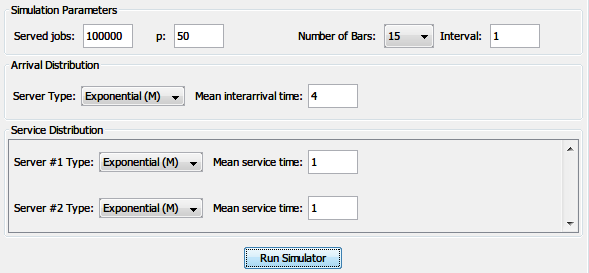 Simulation Parameters
Served jobs: 100000 p: 50 Number of Bars: 15 Interval: 1
Arrival Distribution
Server Type: Exponential (M) Mean interarrival time: 4
Service Distribution
Server #1 Type: Exponential (M) Mean service time: 1
Server #2 Type: Exponential (M) Mean service time: 1
Run Simulator